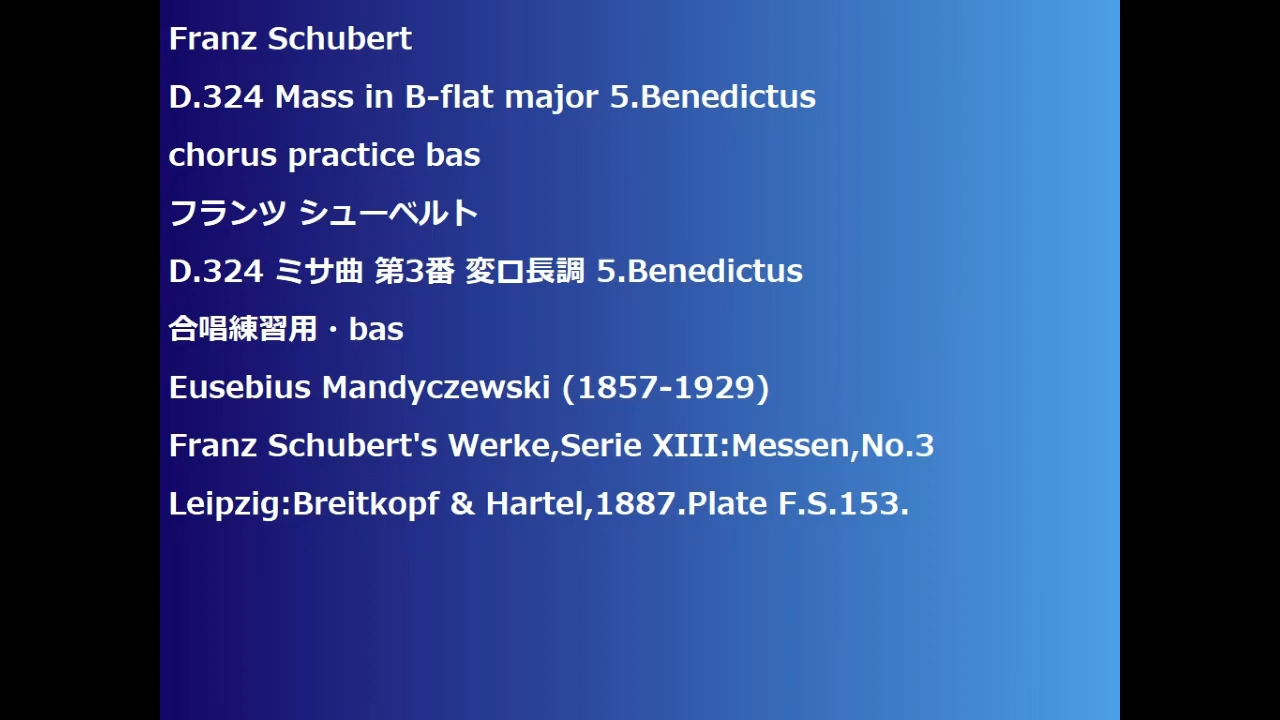 Franz Schubert
D.324 Mass in B-flat major 5.Benedictus
chorus practice bas
フランツ シューベルト
D.324 ミサ曲 第3番 変ロ長調 5.Benedictus
合唱練習用・bas
Eusebius Mandyczewski (1857-1929)
Franz Schubert's Werke,Serie XIII:Messen,No.3
Leipzig:Breitkopf & Hartel,1887.Plate F.S.153.